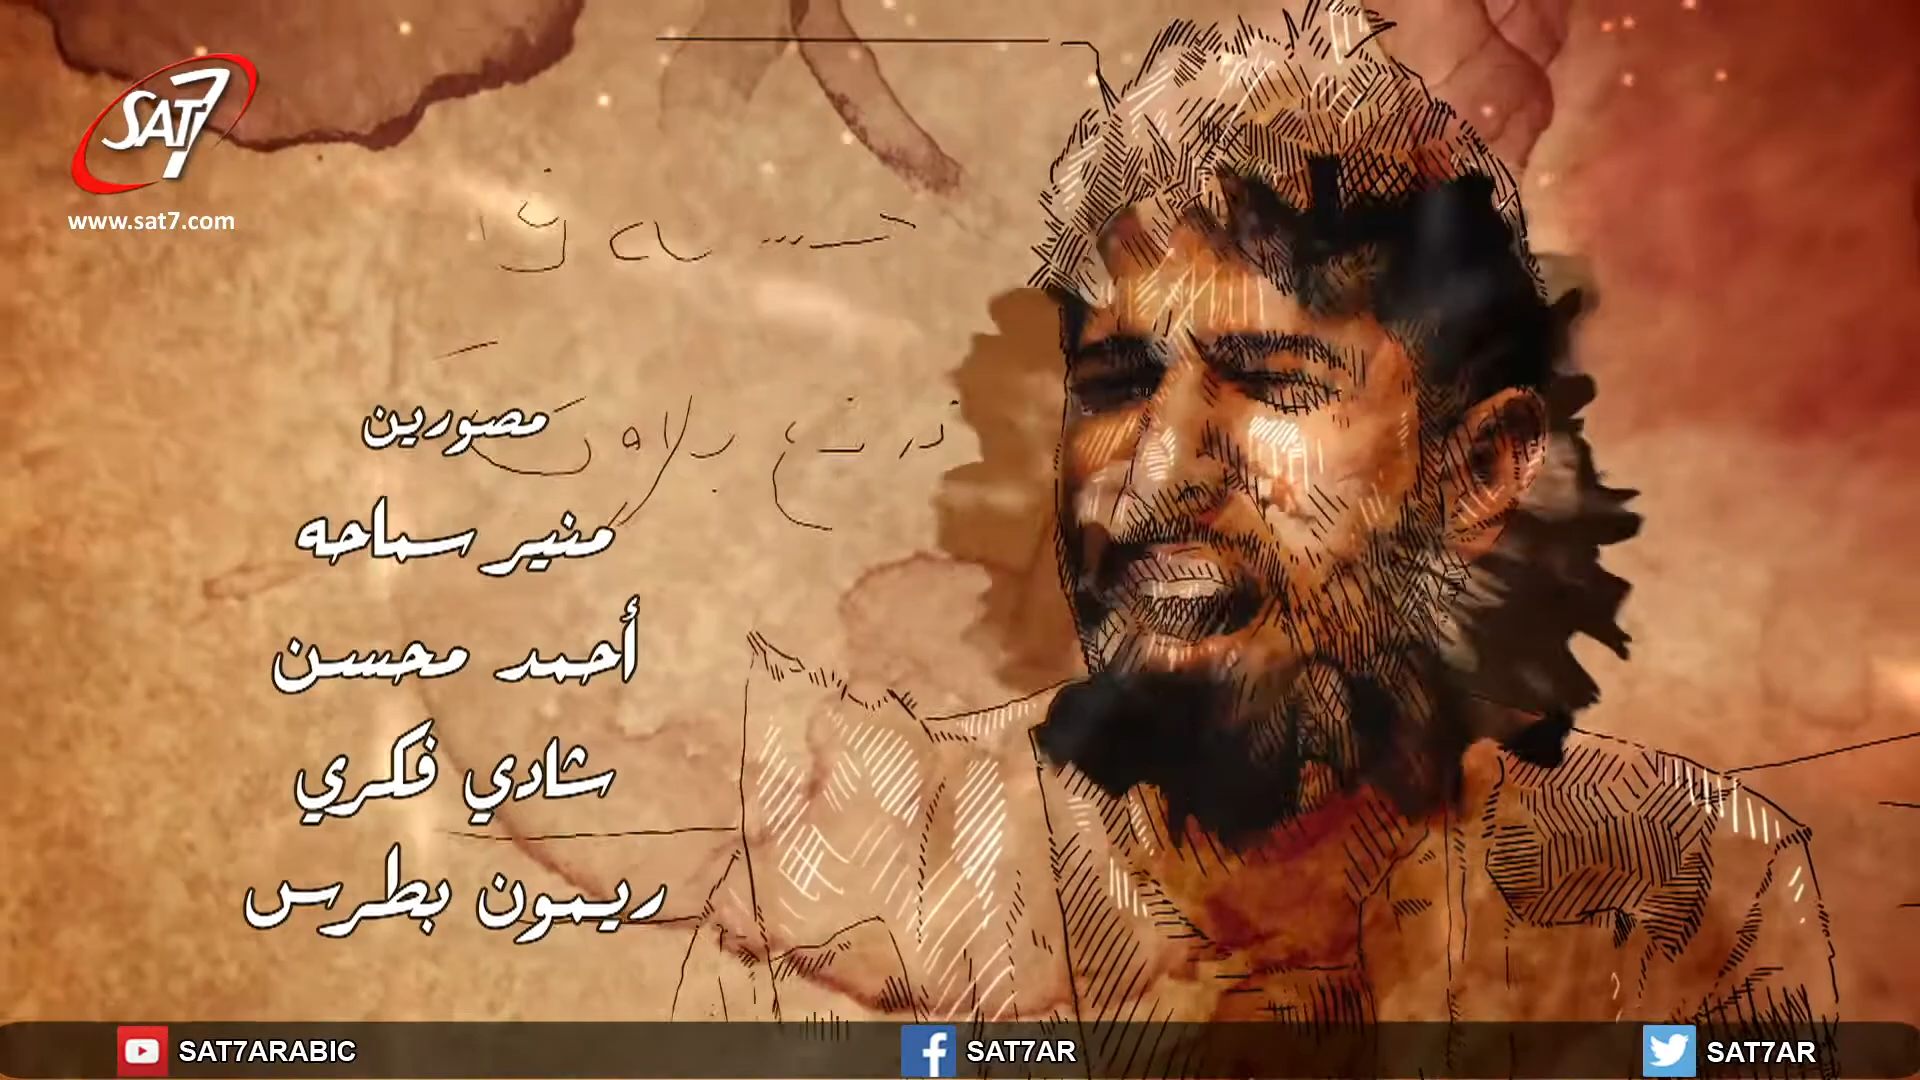 SAT7
www.sat7.com
مصورين
منير سماحه
أحمد محسن
شادي فكري
ريمون بطرس
SAT7ARABIC
SAT7AR
SAT7AR